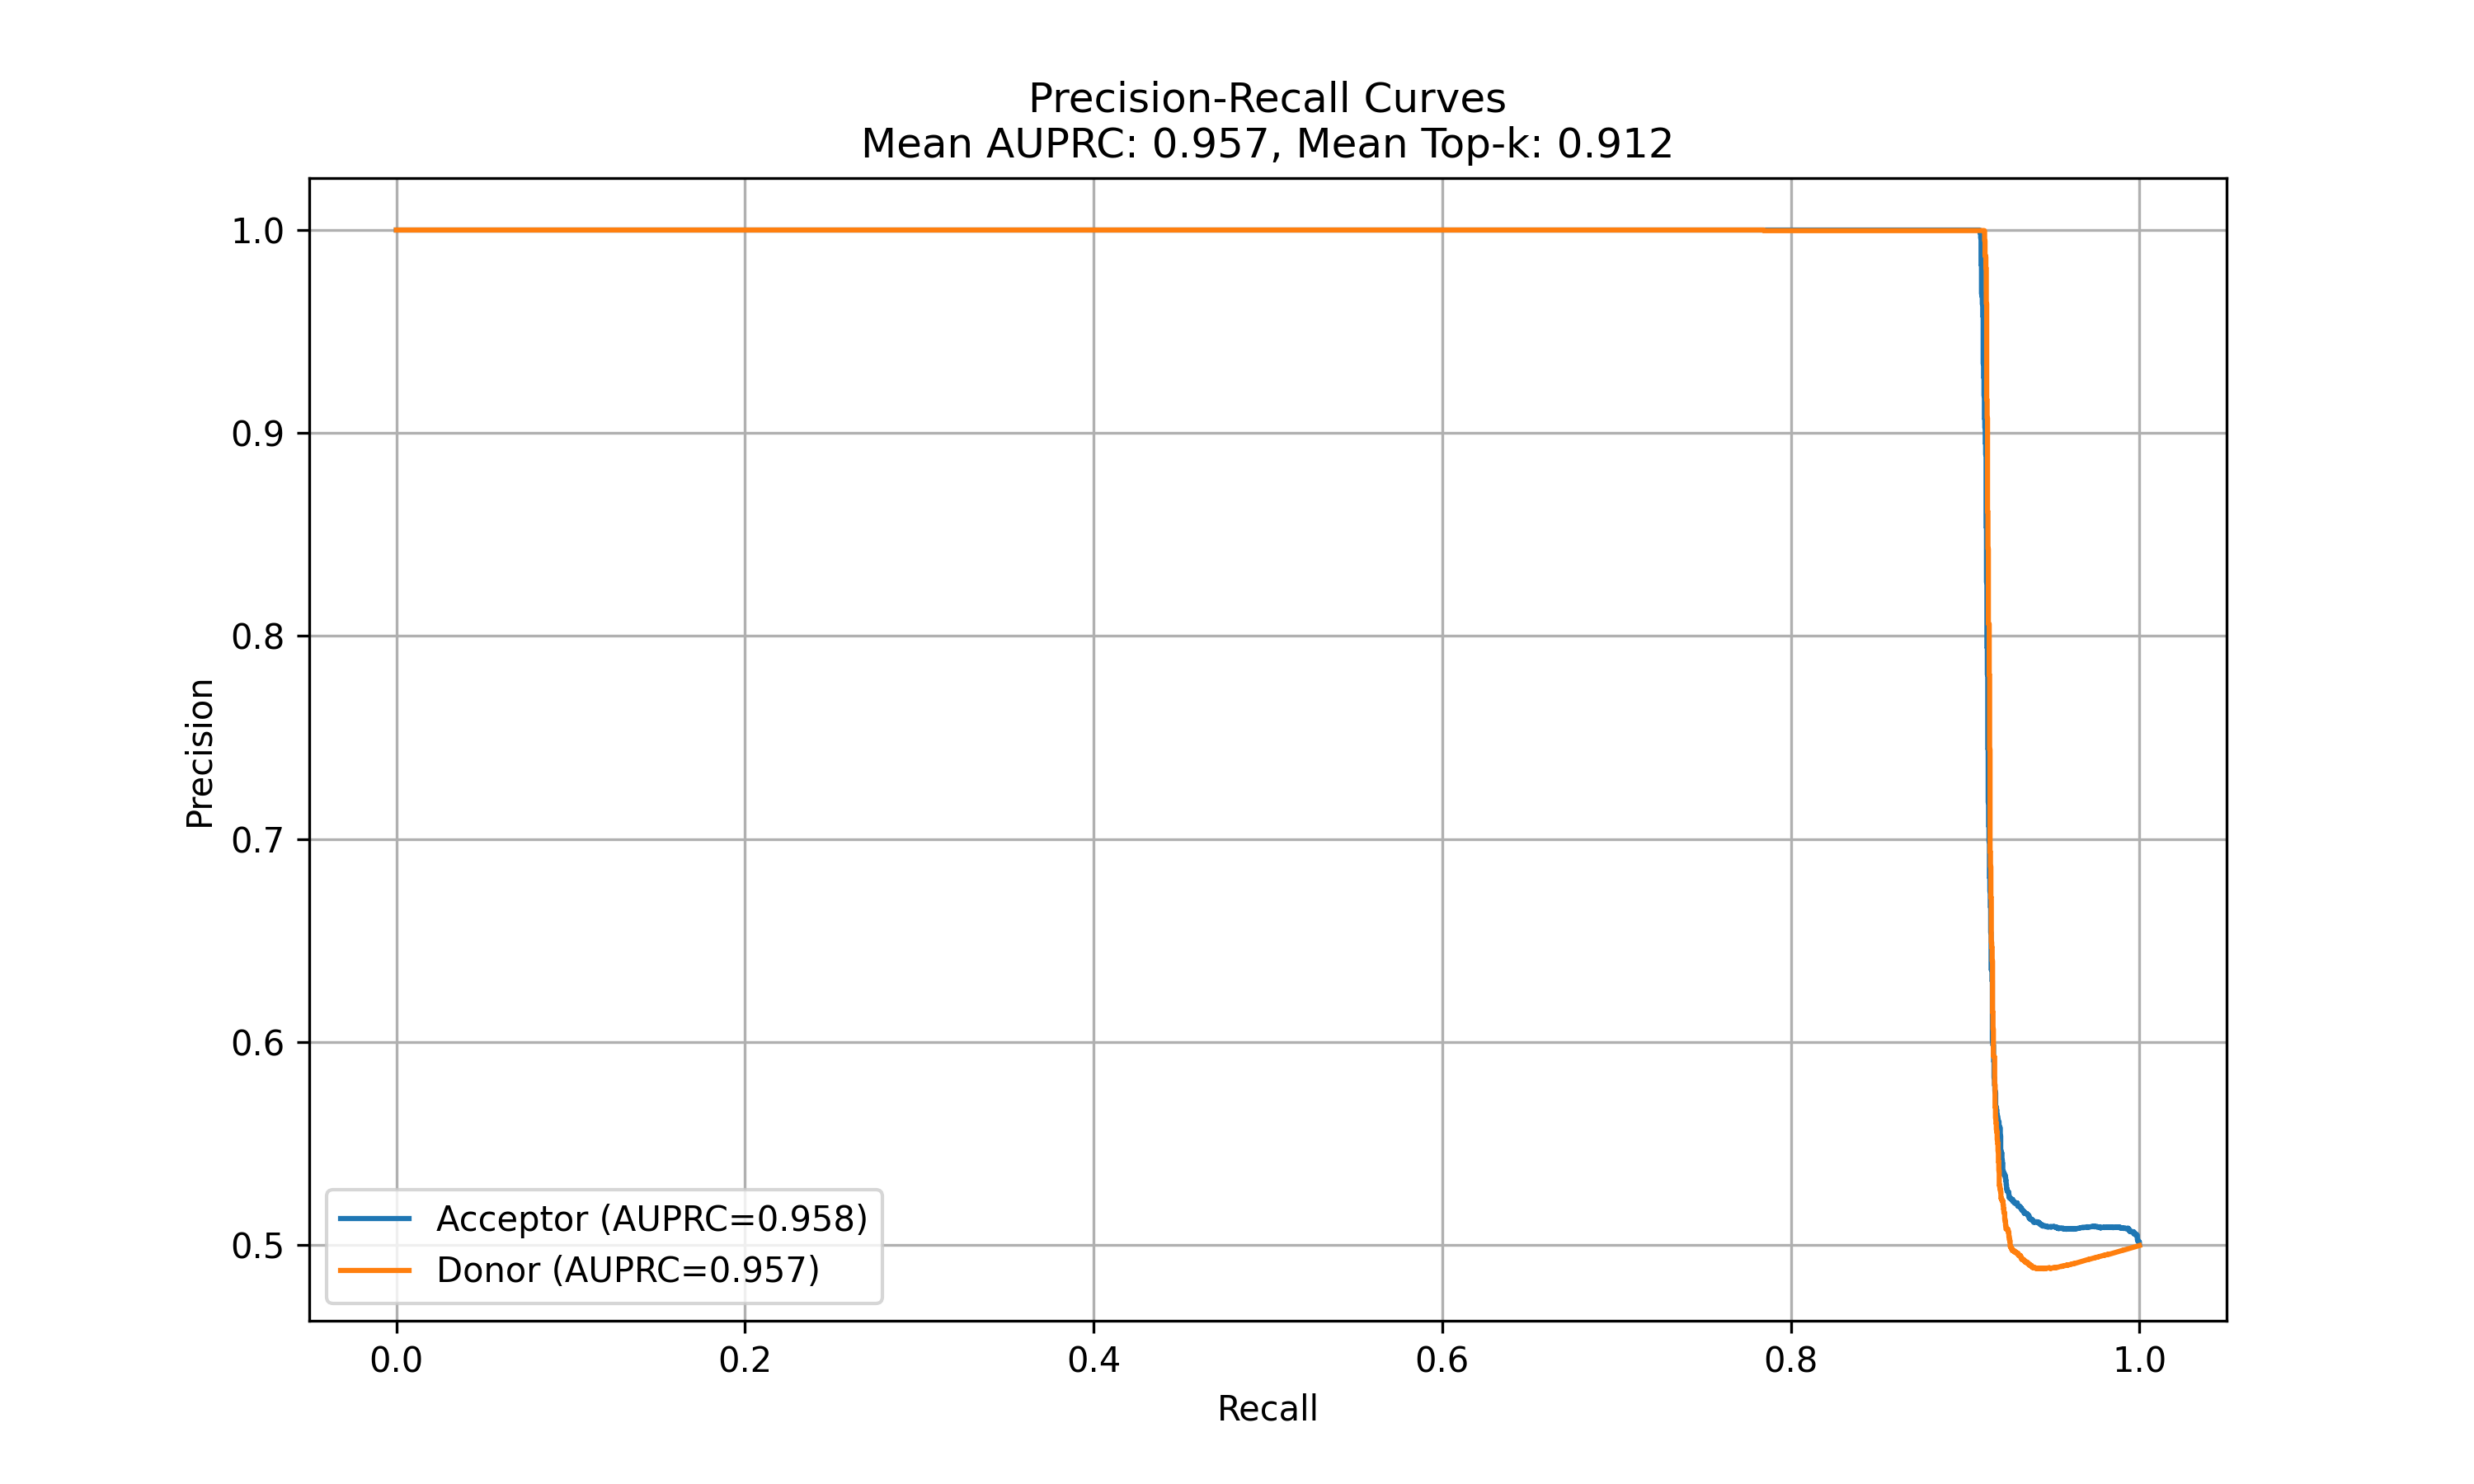 Precision-Recall Curves
Mean AUPRC: 0.957, Mean Top-k: 0.912
1.0
0.9
0.8
0.7
0.6
0.5
Precision
Acceptor (AUPRC=0.958)
Donor (AUPRC=0.957)
0.0 0.2 0.4 0.6 0.8 1.0
Recall